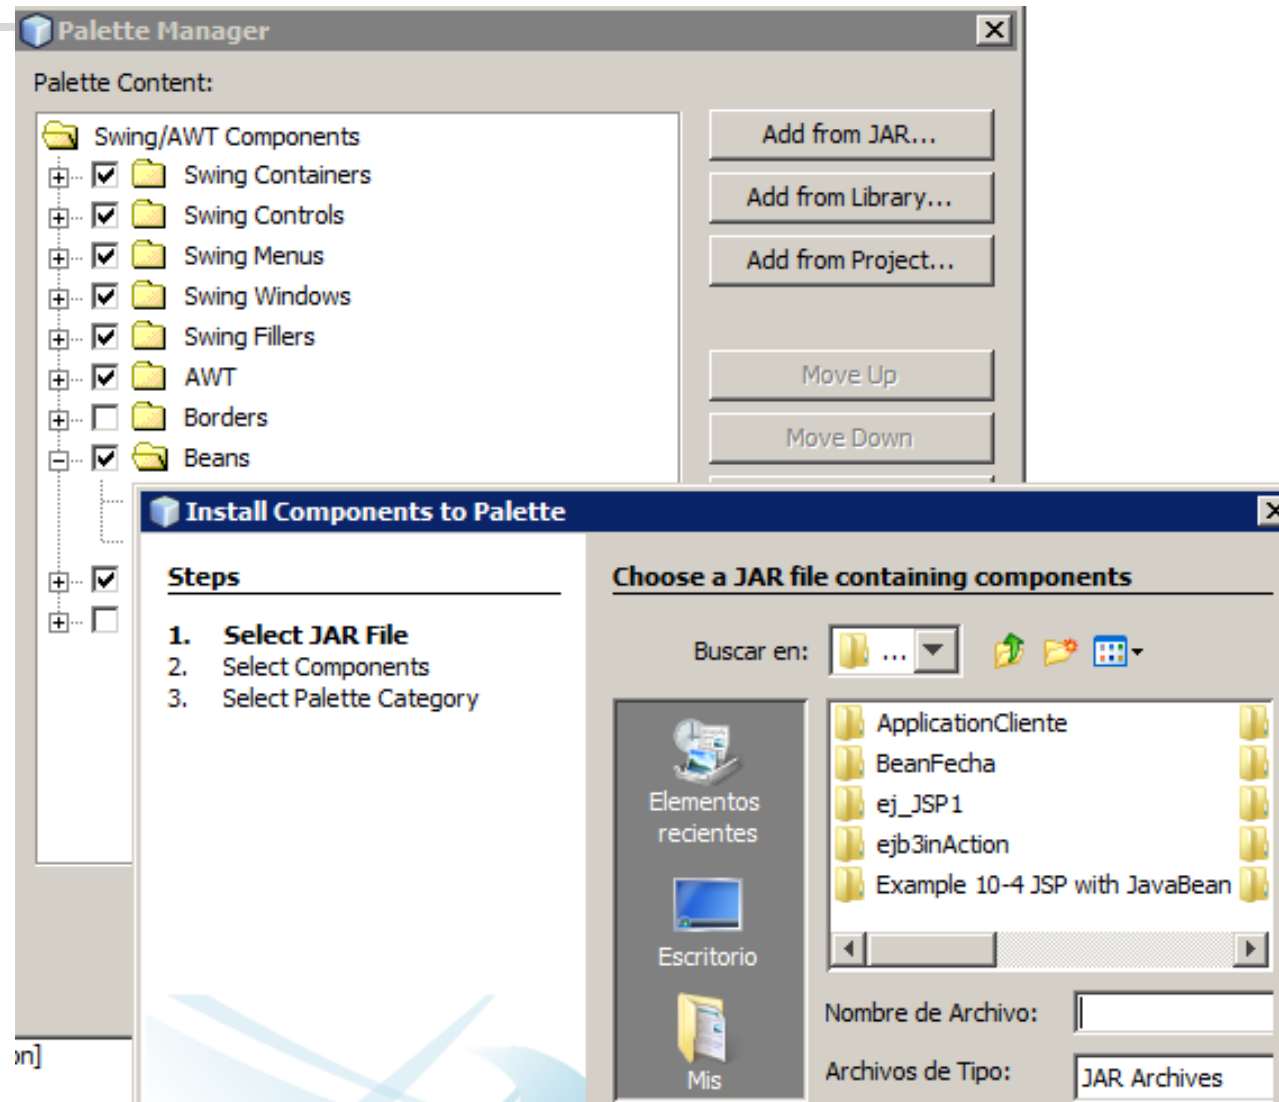 Palette Manager
Palette Content:
Swing/AWT Components
Swing Containers
Swing Controls
Swing Menus
Swing Windows
Swing Fillers
AWT
Borders
Beans
Add from JAR...
Add from Library...
Add from Project...
Move Up
Move Down
Install Components to Palette
Steps
1. Select JAR File
2. Select Components
3. Select Palette Category
Choose a JAR file containing components
Buscar en:
...
Elementos
recientes
Escritorio
Mis
ApplicationCliente
BeanFecha
ej_JSP1
ejb3inAction
Example 10-4 JSP with JavaBean
Nombre de Archivo:
Archivos de Tipo:
JAR Archives
on]